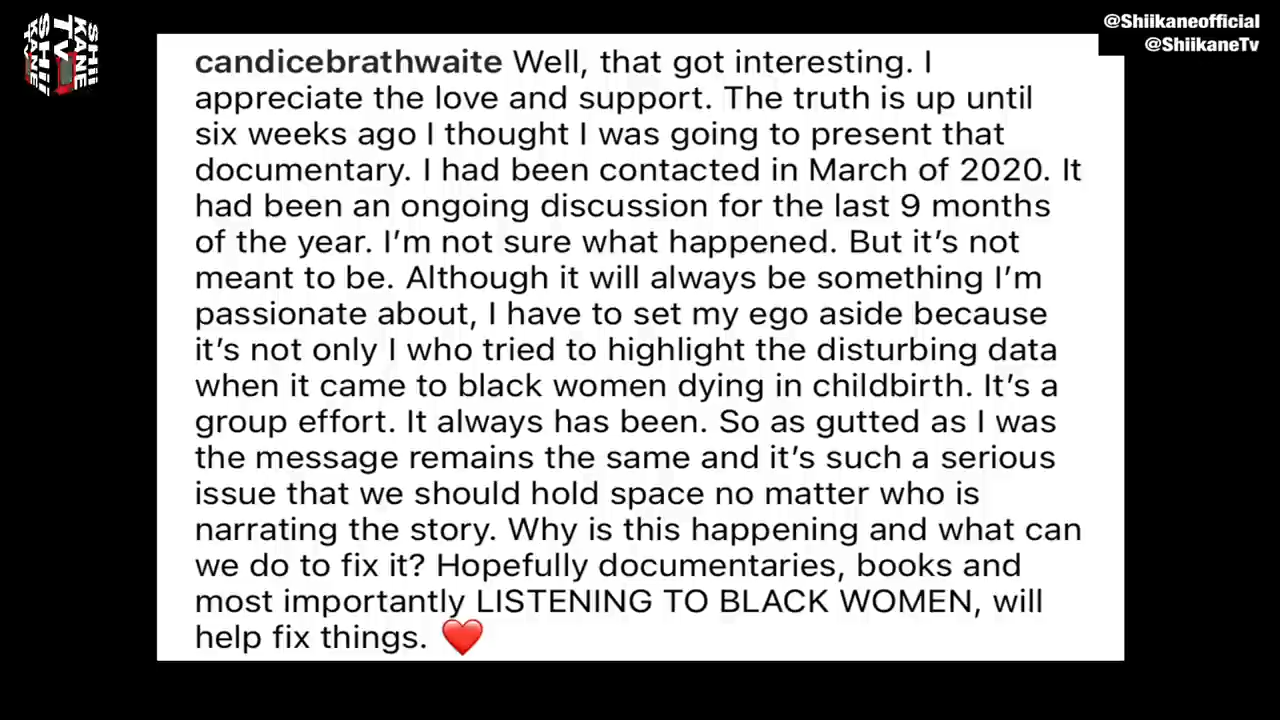 SHII KANE TV
@Shiikaneofficial
@ShiikaneTv
candicebrathwaite Well, that got interesting. I
appreciate the love and support. The truth is up until
six weeks ago I thought I was going to present that
documentary. I had been contacted in March of 2020. It
had been an ongoing discussion for the last 9 months
of the year. I’m not sure what happened. But it’s not
meant to be. Although it will always be something I’m
passionate about, I have to set my ego aside because
it’s not only I who tried to highlight the disturbing data
when it came to black women dying in childbirth. It’s a
group effort. It always has been. So as gutted as I was
the message remains the same and it’s such a serious
issue that we should hold space no matter who is
narrating the story. Why is this happening and what can
we do to fix it? Hopefully documentaries, books and
most importantly LISTENING TO BLACK WOMEN, will
help fix things. ❤️